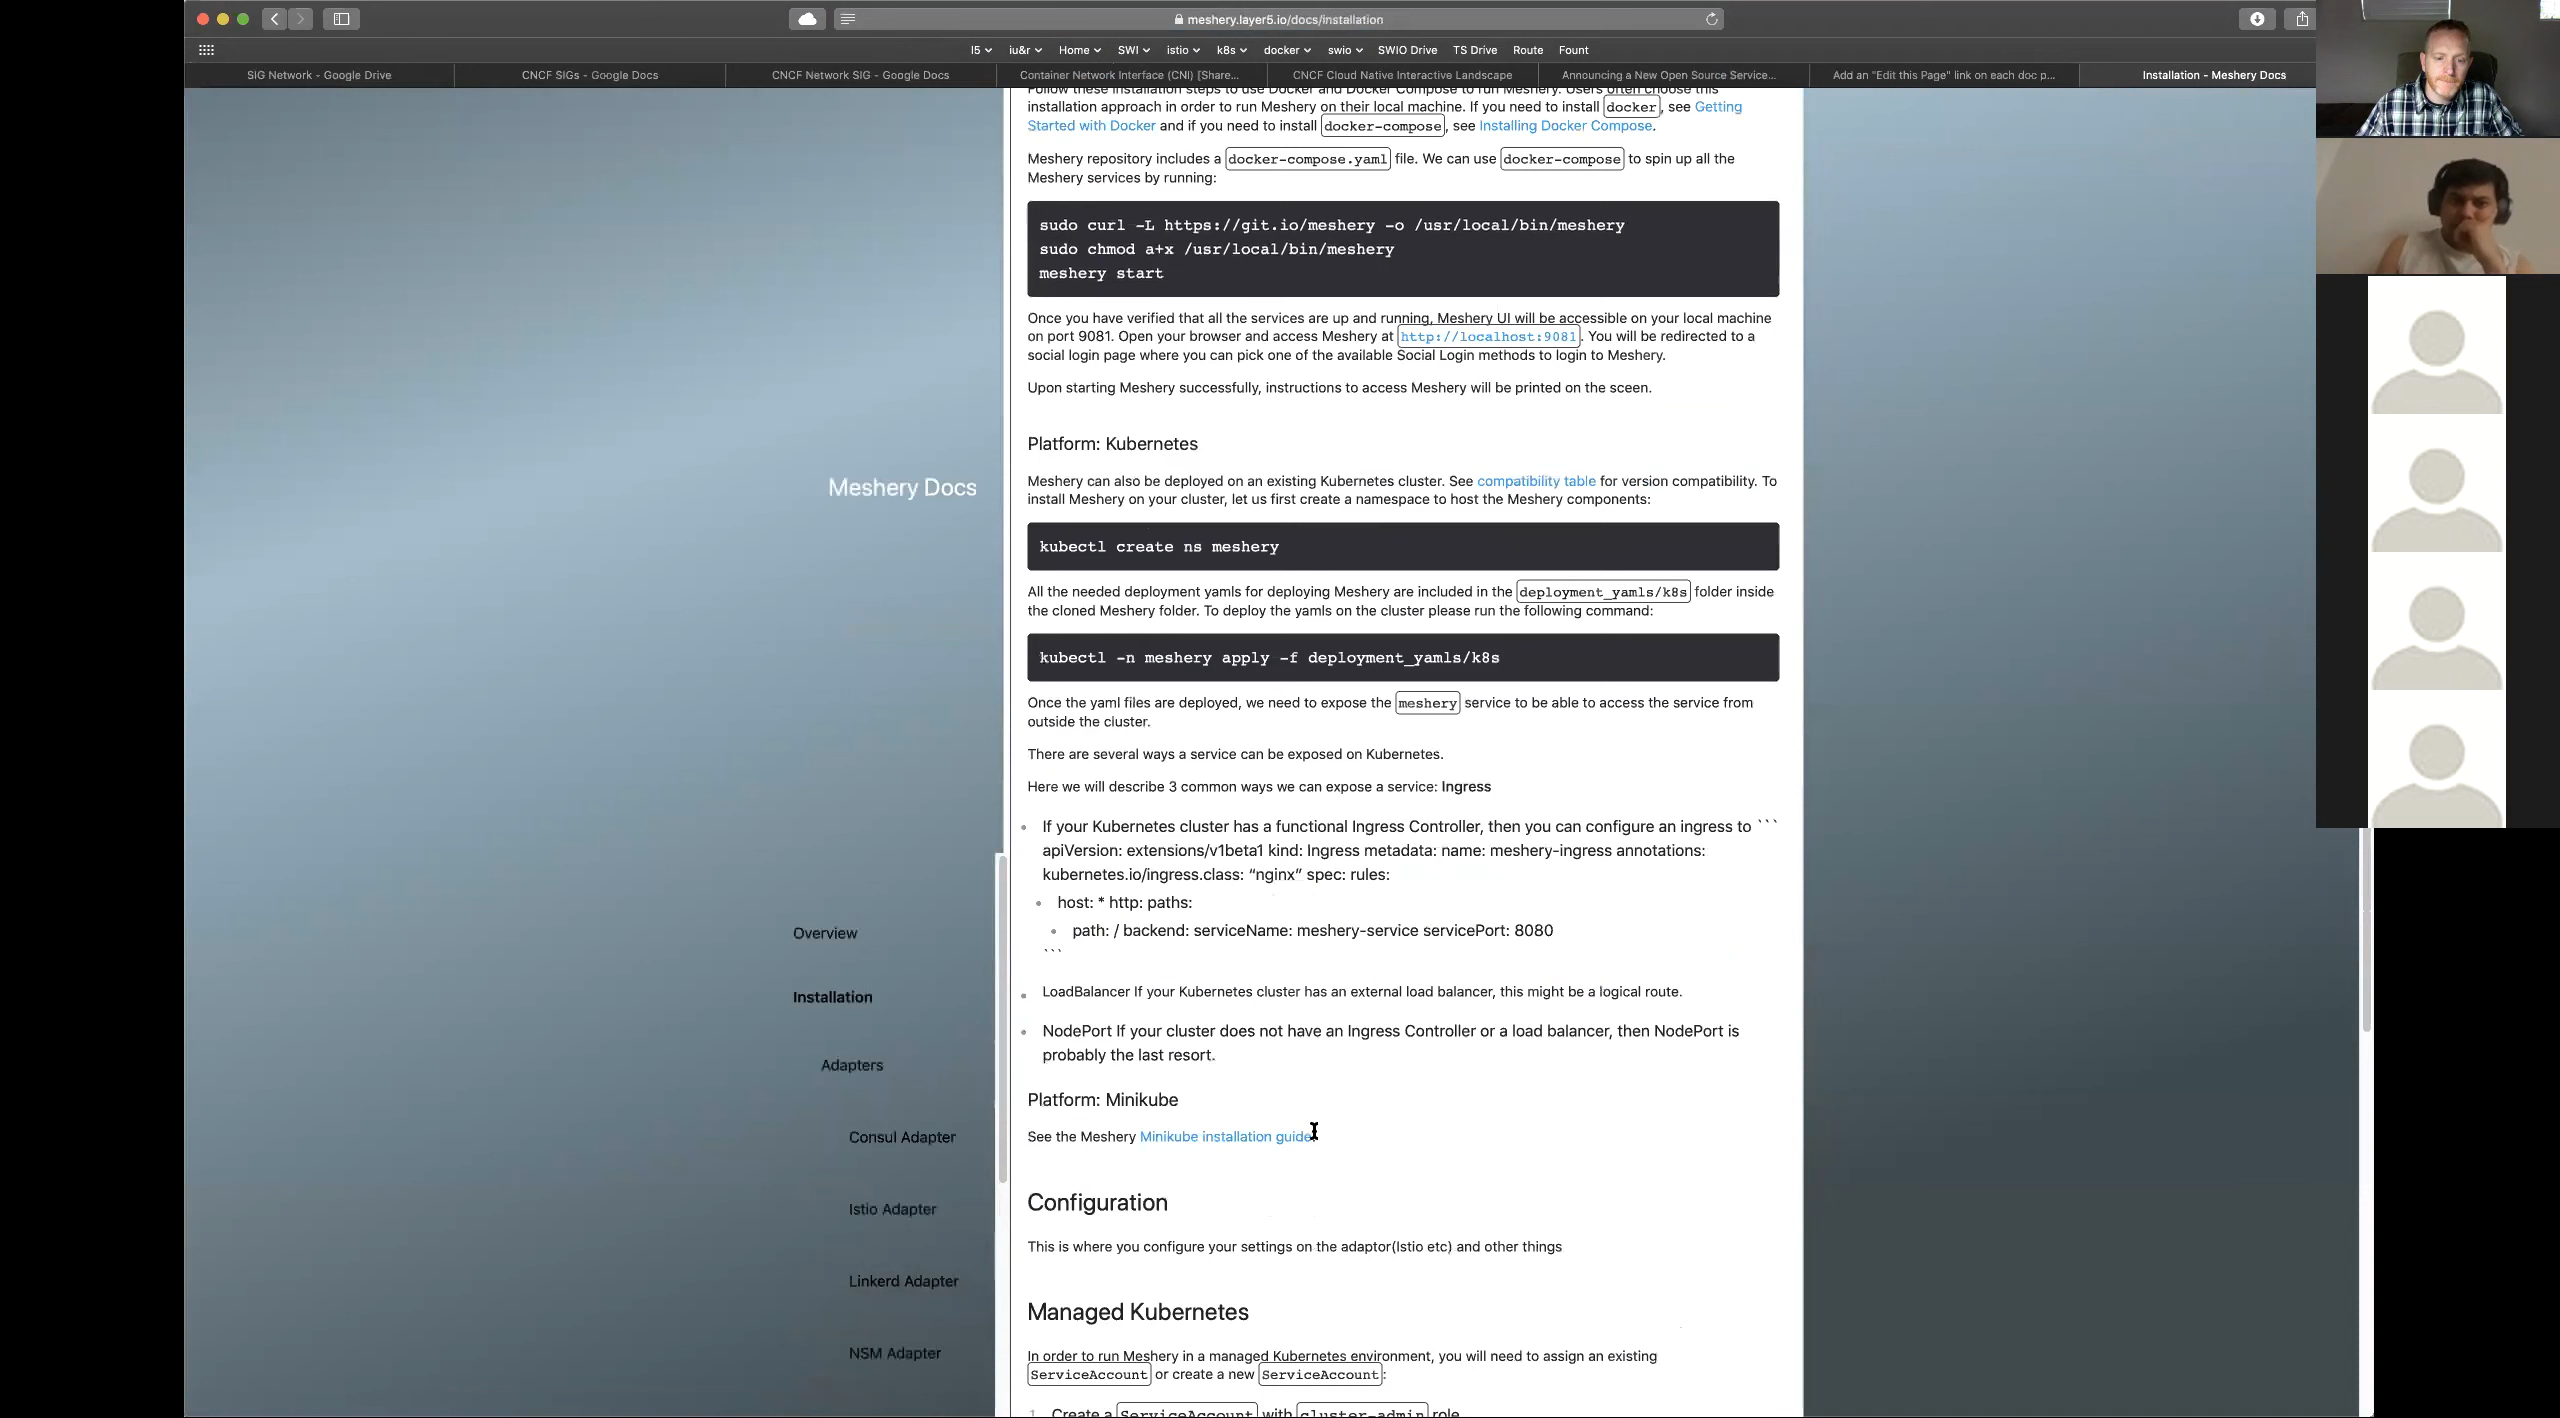 meshery.layer5.io/docs/installation
l5 iu&r Home SWI istio k8s docker swio SWIO Drive TS Drive Route Fount
SIG Network - Google Drive
CNCF SIGs - Google Docs
CNCF Network SIG - Google Docs
Container Network Interface (CNI) [Share...
CNCF Cloud Native Interactive Landscape
Announcing a New Open Source Service...
Add an "Edit this Page" link on each doc p...
Installation - Meshery Docs
Follow these installation steps to use Docker and Docker Compose to run Meshery. Users often choose this
installation approach in order to run Meshery on their local machine. If you need to install docker, see Getting
Started with Docker and if you need to install docker-compose, see Installing Docker Compose.
Meshery repository includes a docker-compose.yaml file. We can use docker-compose to spin up all the
Meshery services by running:
sudo curl -L https://git.io/meshery -o /usr/local/bin/meshery
sudo chmod a+x /usr/local/bin/meshery
meshery start
Once you have verified that all the services are up and running, Meshery UI will be accessible on your local machine
on port 9081. Open your browser and access Meshery at http://localhost:9081. You will be redirected to a
social login page where you can pick one of the available Social Login methods to login to Meshery.
Upon starting Meshery successfully, instructions to access Meshery will be printed on the sceen.
Platform: Kubernetes
Meshery can also be deployed on an existing Kubernetes cluster. See compatibility table for version compatibility. To
install Meshery on your cluster, let us first create a namespace to host the Meshery components:
kubectl create ns meshery
All the needed deployment yamls for deploying Meshery are included in the deployment_yamls/k8s folder inside
the cloned Meshery folder. To deploy the yamls on the cluster please run the following command:
kubectl -n meshery apply -f deployment_yamls/k8s
Once the yaml files are deployed, we need to expose the meshery service to be able to access the service from
outside the cluster.
There are several ways a service can be exposed on Kubernetes.
Here we will describe 3 common ways we can expose a service: Ingress
If your Kubernetes cluster has a functional Ingress Controller, then you can configure an ingress to ```
apiVersion: extensions/v1beta1 kind: Ingress metadata: name: meshery-ingress annotations:
kubernetes.io/ingress.class: “nginx” spec: rules:
host: * http: paths:
path: / backend: serviceName: meshery-service servicePort: 8080
```
LoadBalancer If your Kubernetes cluster has an external load balancer, this might be a logical route.
NodePort If your cluster does not have an Ingress Controller or a load balancer, then NodePort is
probably the last resort.
Platform: Minikube
See the Meshery Minikube installation guide.
Configuration
This is where you configure your settings on the adaptor(Istio etc) and other things
Managed Kubernetes
In order to run Meshery in a managed Kubernetes environment, you will need to assign an existing
ServiceAccount or create a new ServiceAccount:
1. Create a ServiceAccount with cluster-admin role
Meshery Docs
Overview
Installation
Adapters
Consul Adapter
Istio Adapter
Linkerd Adapter
NSM Adapter